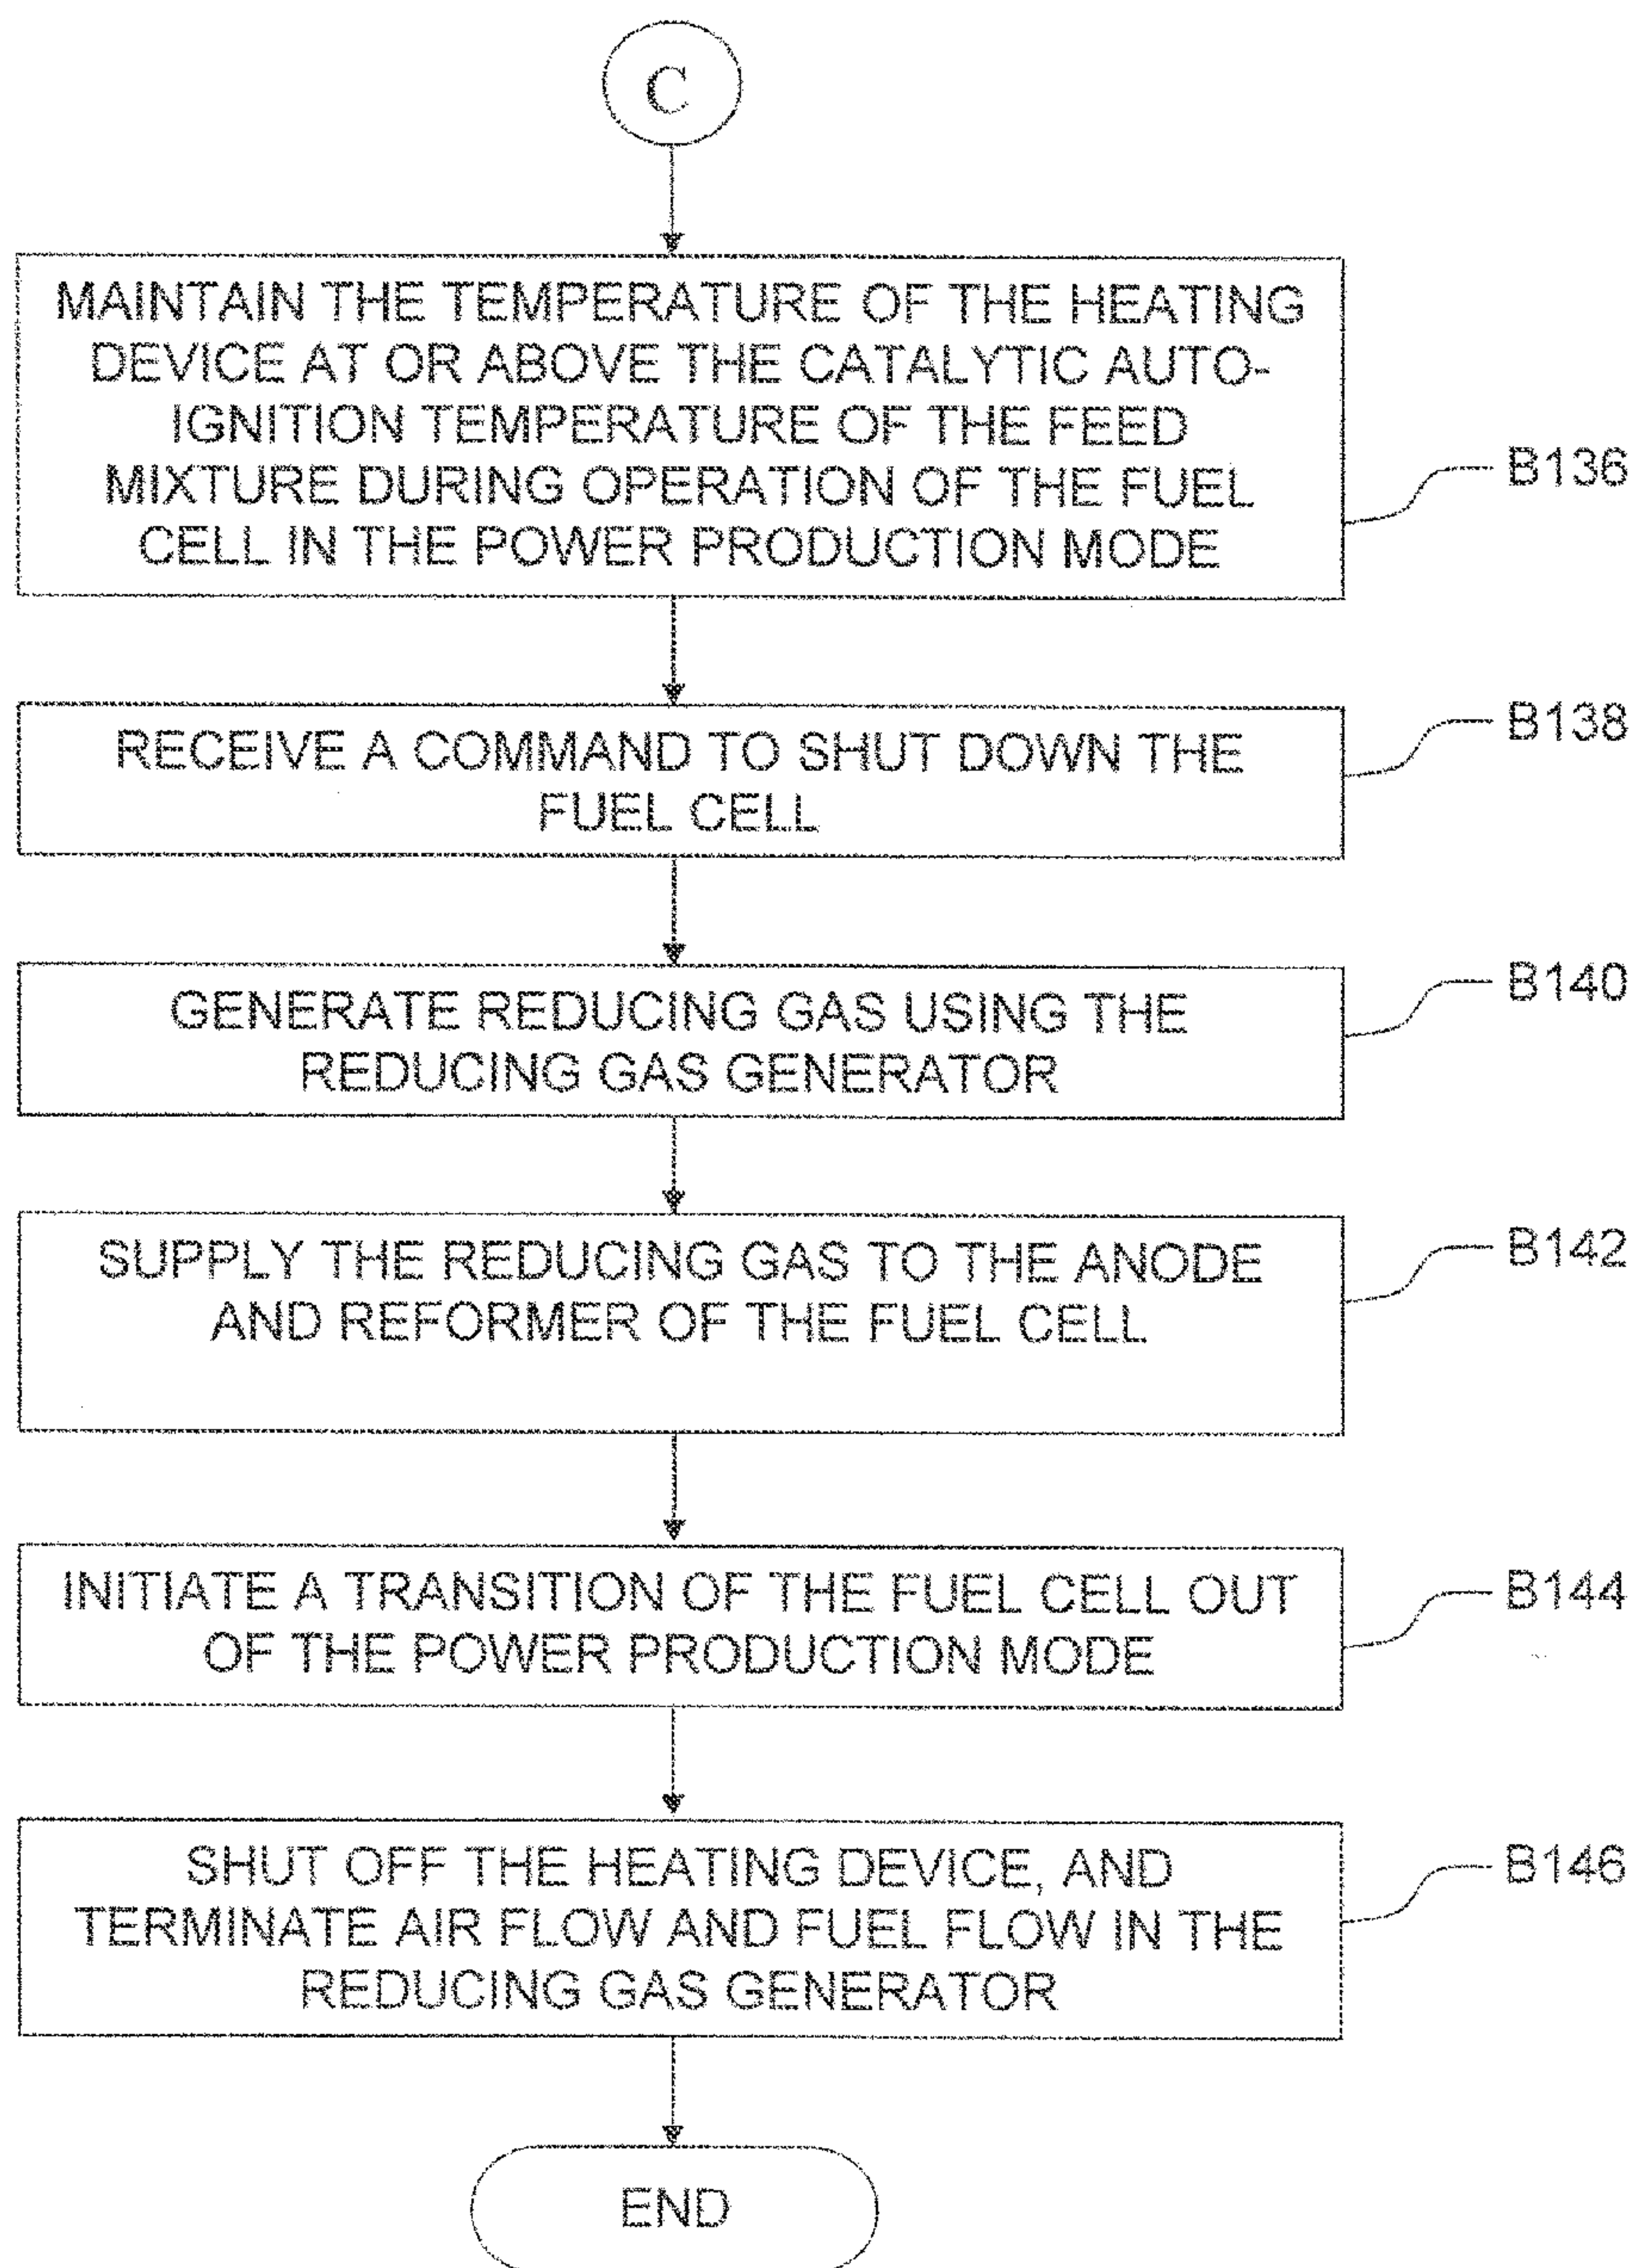 C
MAINTAIN THE TEMPERATURE OF THE HEATING
DEVICE AT OR ABOVE THE CATALYTIC AUTO-
IGNITION TEMPERATURE OF THE FEED
MIXTURE DURING OPERATION OF THE FUEL
CELL IN THE POWER PRODUCTION MODE
B136
RECEIVE A COMMAND TO SHUT DOWN THE
FUEL CELL
B138
GENERATE REDUCING GAS USING THE
REDUCING GAS GENERATOR
B140
SUPPLY THE REDUCING GAS TO THE ANODE
AND REFORMER OF THE FUEL CELL
B142
INITIATE A TRANSITION OF THE FUEL CELL OUT
OF THE POWER PRODUCTION MODE
B144
SHUT OFF THE HEATING DEVICE, AND
TERMINATE AIR FLOW AND FUEL FLOW IN THE
REDUCING GAS GENERATOR
B146
END